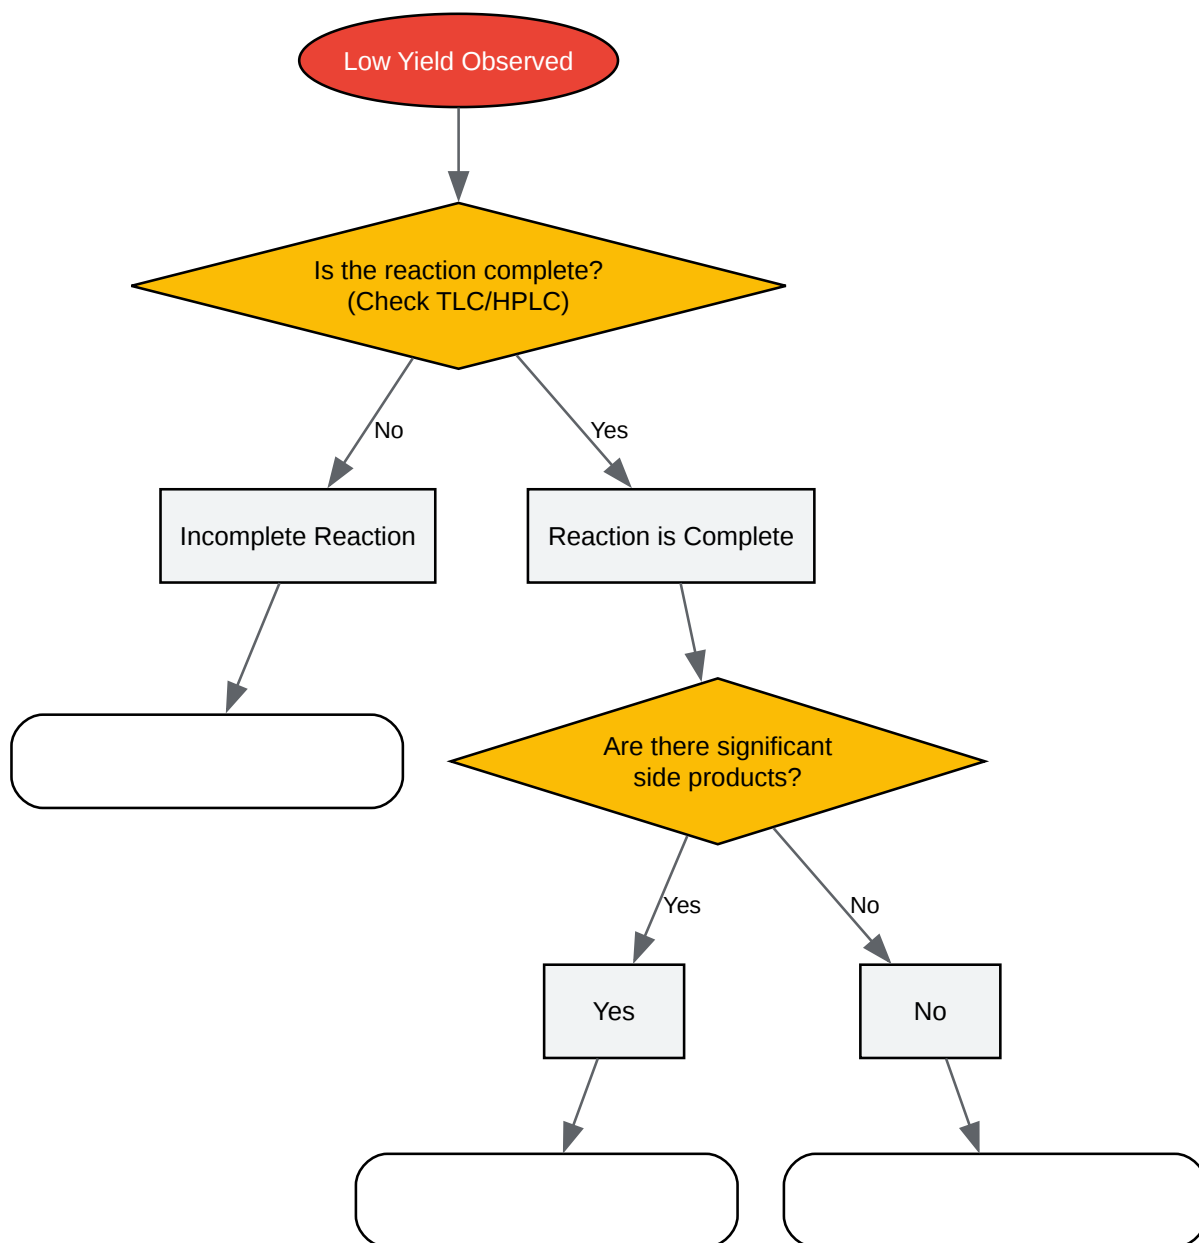 Low Yield Observed
Is the reaction complete?
(Check TLC/HPLC)
No
Yes
Incomplete Reaction
Reaction is Complete
Are there significant
side products?
Yes
No
Yes
No